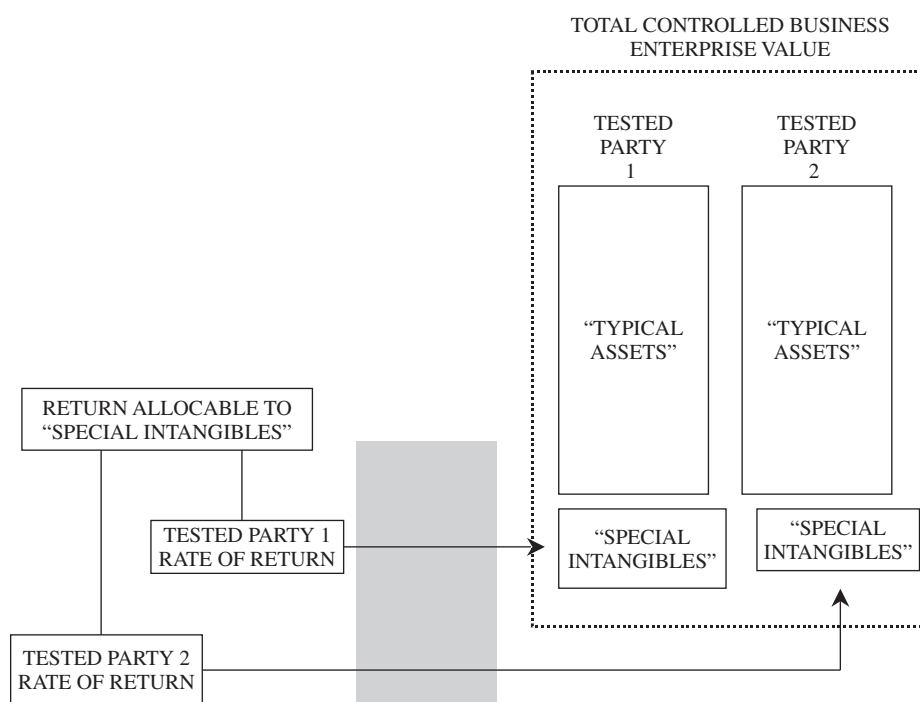 TOTAL CONTROLLED BUSINESS
ENTERPRISE VALUE
TESTED
PARTY
1
TESTED
PARTY
2
“TYPICAL
ASSETS”
“TYPICAL
ASSETS”
RETURN ALLOCABLE TO
“SPECIAL INTANGIBLES”
TESTED PARTY 1
RATE OF RETURN
“SPECIAL
INTANGIBLES”
“SPECIAL
INTANGIBLES”
TESTED PARTY 2
RATE OF RETURN